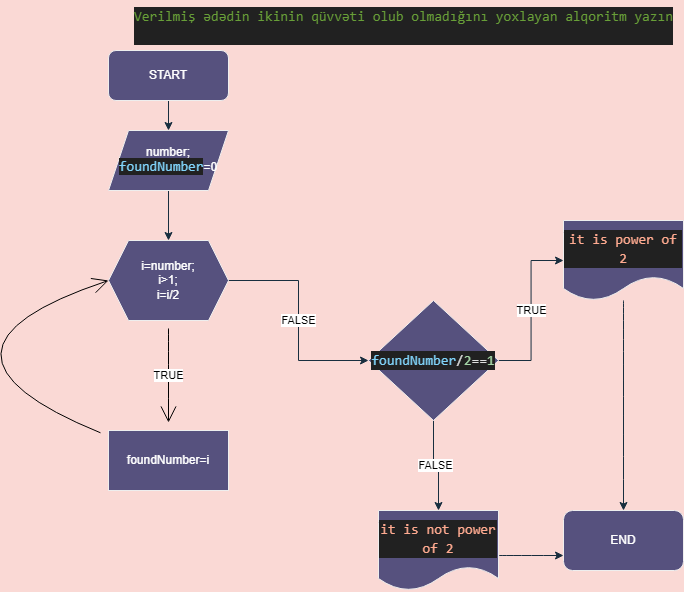 Verilmiş ədədin ikinin qüvvəti olub olmadığını yoxlayan alqoritm yazın
START
number;
foundNumber=0
i=number;
i>1;
i=i/2
FALSE
TRUE
foundNumber=i
foundNumber/2==1
TRUE
it is power of
2
FALSE
it is not power
of 2
END